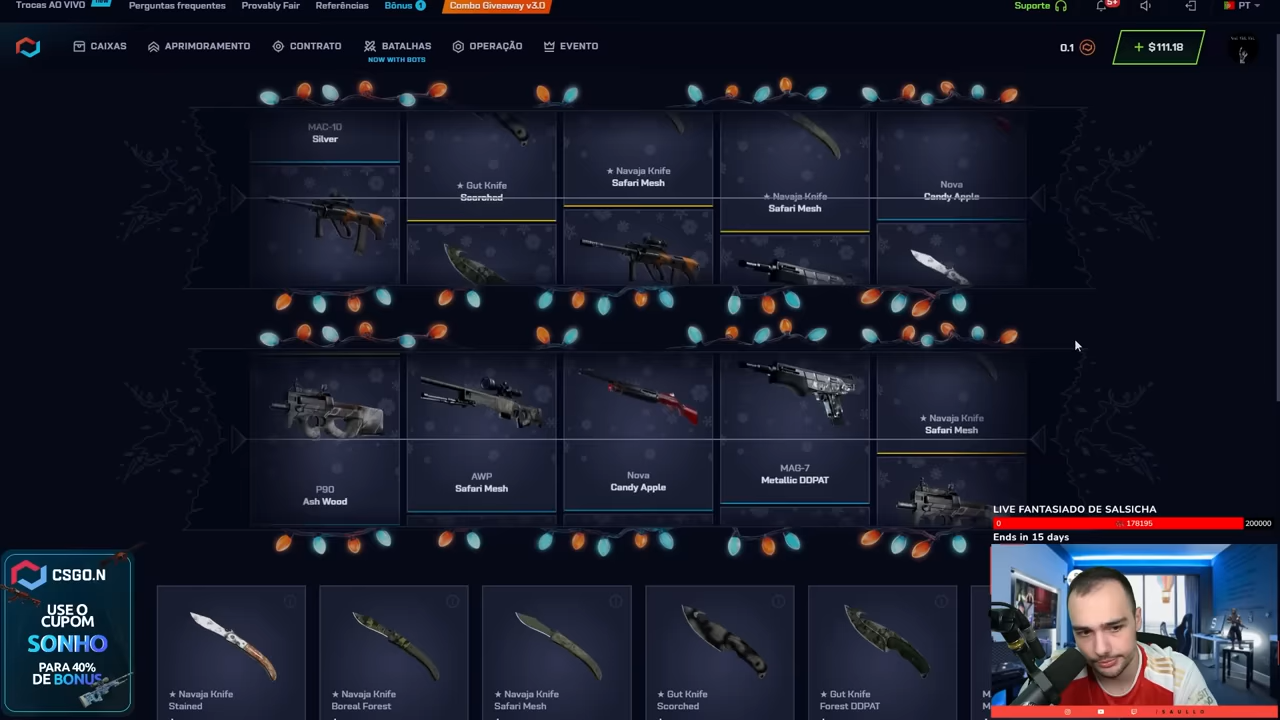 Trocas AO VIVO
Perguntas frequentes
Provably Fair
Referências
Bônus 1
Combo Giveaway v3.0
Suporte
5+
PT
CAIXAS
APRIMORAMENTO
CONTRATO
BATALHAS
NOW WITH BOTS
OPERAÇÃO
EVENTO
0.1
+ $111.18
MAC-10
Silver
★ Gut Knife
Scorched
★ Navaja Knife
Safari Mesh
★ Navaja Knife
Safari Mesh
Nova
Candy Apple
P90
Ash Wood
AWP
Safari Mesh
Nova
Candy Apple
MAG-7
Metallic DDPAT
★ Navaja Knife
Safari Mesh
LIVE FANTASIADO DE SALSICHA
0
178195
200000
Ends in 15 days
CSGO.N
USE O
CUPOM
SONHO
PARA 40%
DE BONUS
★ Navaja Knife
Stained
★ Navaja Knife
Boreal Forest
★ Navaja Knife
Safari Mesh
★ Gut Knife
Scorched
★ Gut Knife
Forest DDPAT
/SAULLO